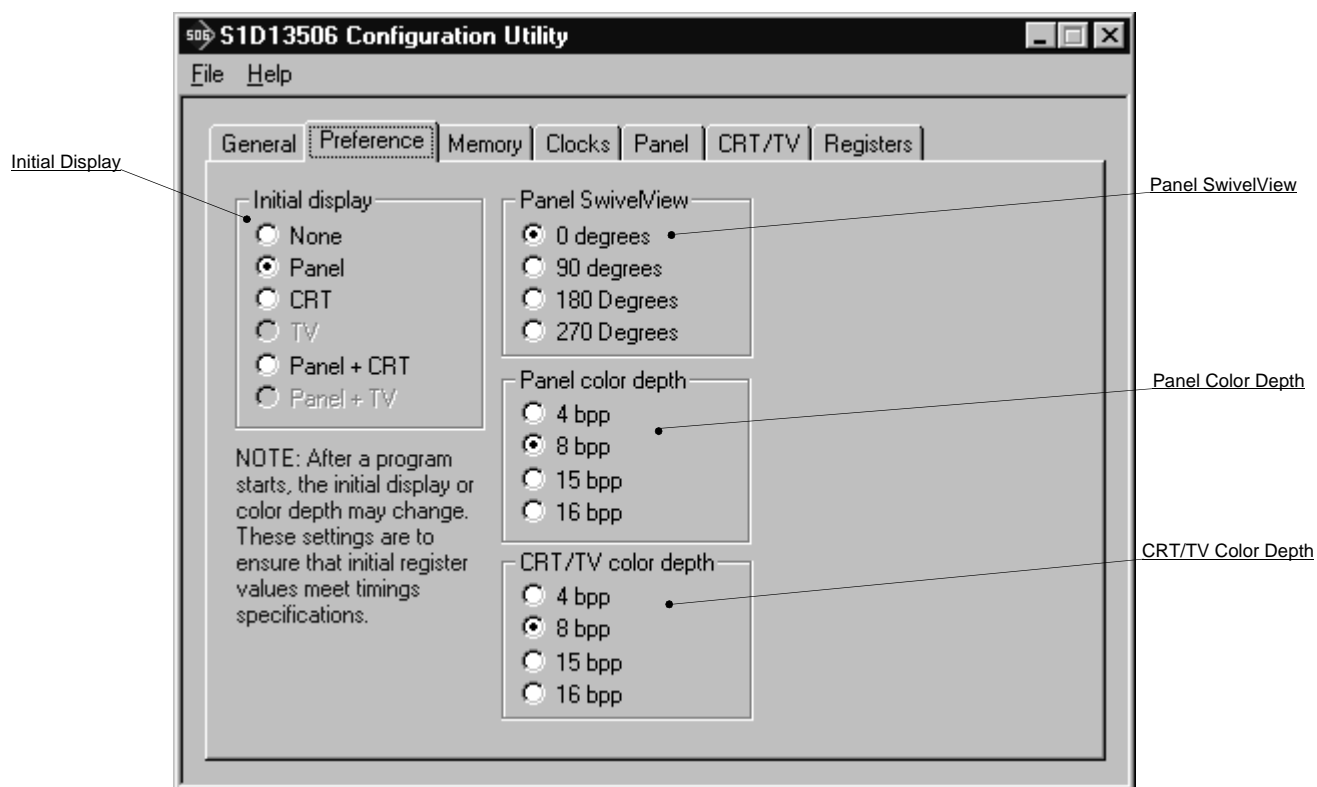 506 S1D13506 Configuration Utility
File Help
General Preference Memory Clocks Panel CRT/TV Registers
Initial Display
Initial display
None
Panel
CRT
TV
Panel + CRT
Panel + TV
NOTE: After a program
starts, the initial display or
color depth may change.
These settings are to
ensure that initial register
values meet timings
specifications.
Panel SwivelView
0 degrees
90 degrees
180 Degrees
270 Degrees
Panel color depth
4 bpp
8 bpp
15 bpp
16 bpp
CRT/TV color depth
4 bpp
8 bpp
15 bpp
16 bpp
Panel SwivelView
Panel Color Depth
CRT/TV Color Depth